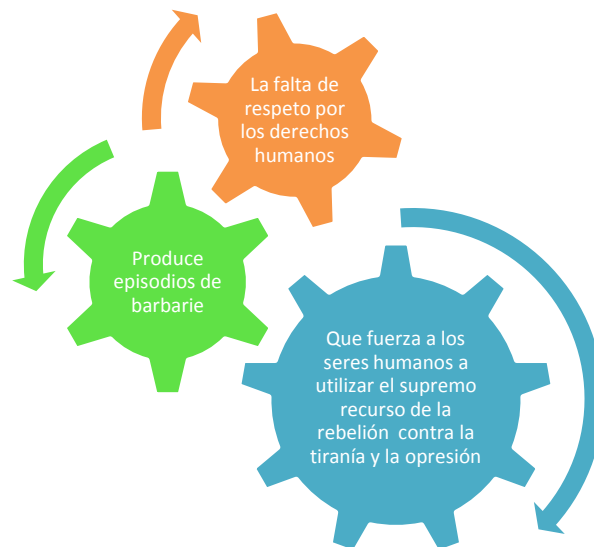 La falta de
respeto por
los derechos
humanos
Produce
episodios de
barbarie
Que fuerza a los
seres humanos a
utilizar el supremo
recurso de la
rebelión contra la
tiranía y la opresión